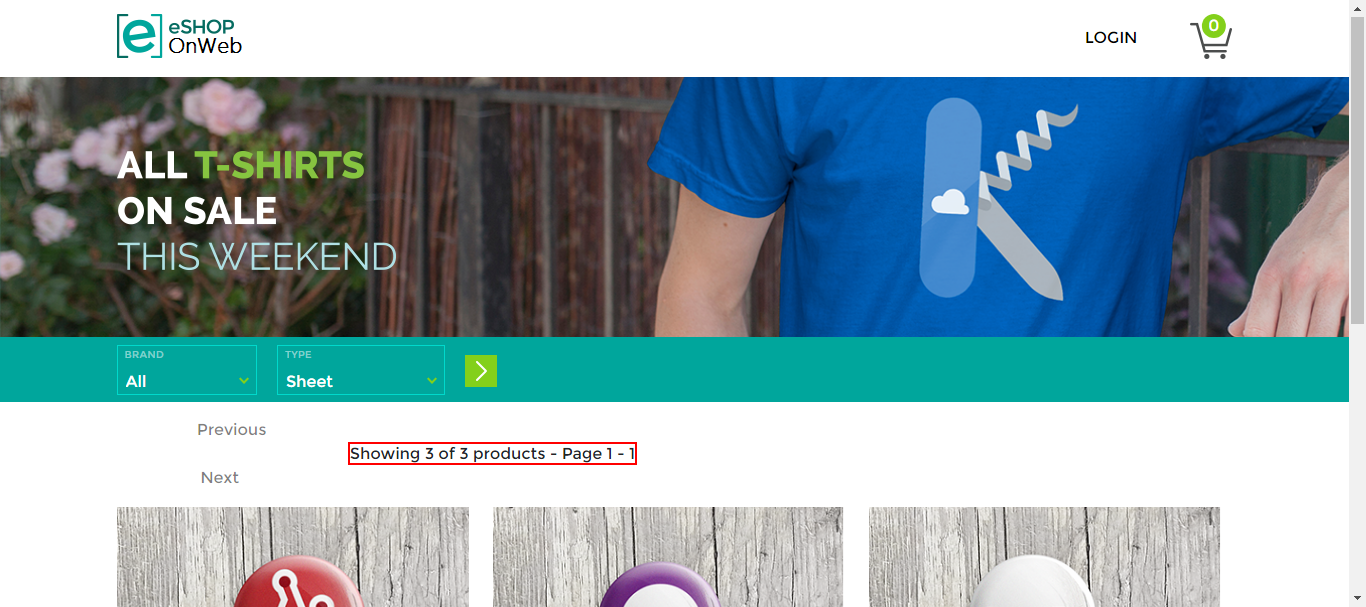 eSHOP
OnWeb
LOGIN
0
ALL T-SHIRTS
ON SALE
THIS WEEKEND
BRAND
All
TYPE
Sheet
Previous
Showing 3 of 3 products - Page 1 - 1
Next